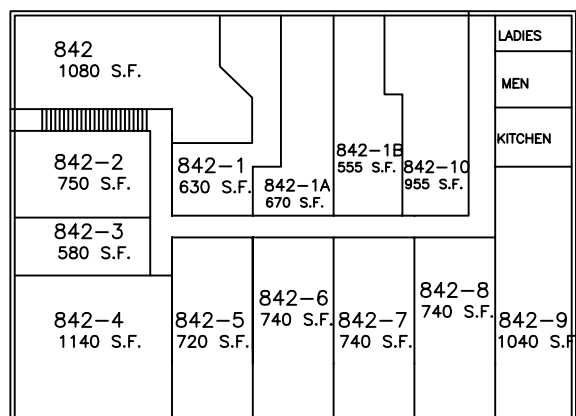 842
1080 S.F.
LADIES
MEN
KITCHEN
842-2
750 S.F.
842-1
630 S.F.
842-1A
670 S.F.
842-1B
555 S.F.
842-10
955 S.F.
842-3
580 S.F.
842-4
1140 S.F.
842-5
720 S.F.
842-6
740 S.F.
842-7
740 S.F.
842-8
740 S.F.
842-9
1040 S.F